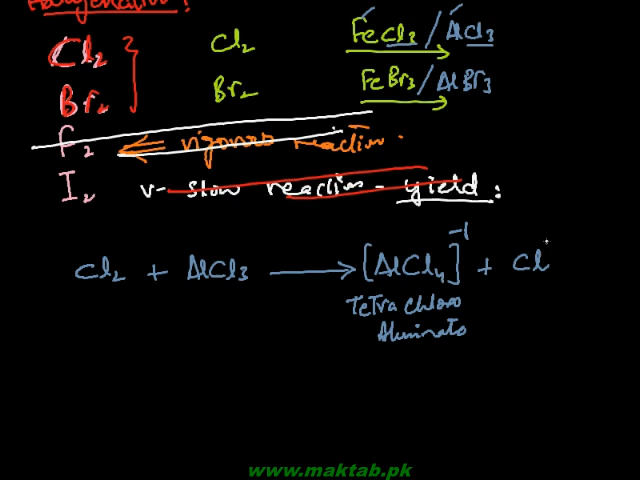 Halogenation:
Cl₂ Cl₂ FeCl₃ / AlCl₃
Br₂ Br₂ FeBr₃ / AlBr₃
F₂ vigorous reaction.
I₂ v- slow reaction - yield:
Cl₂ + AlCl₃ → [AlCl₄]⁻¹ + Cl
Tetra chloro
Aluminato
www.maktab.pk